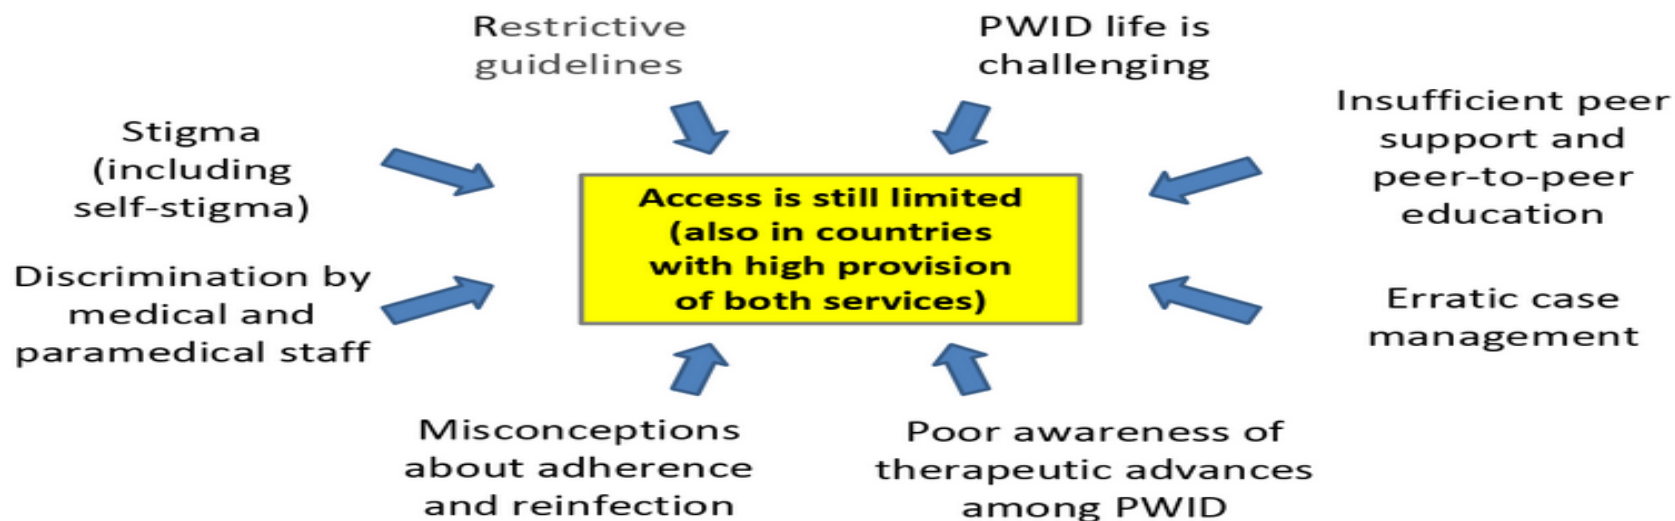 Restrictive
guidelines
PWID life is
challenging
Stigma
(including
self-stigma)
Insufficient peer
support and
peer-to-peer
education
Access is still limited
(also in countries
with high provision
of both services)
Discrimination by
medical and
paramedical staff
Erratic case
management
Misconceptions
about adherence
and reinfection
Poor awareness of
therapeutic advances
among PWID